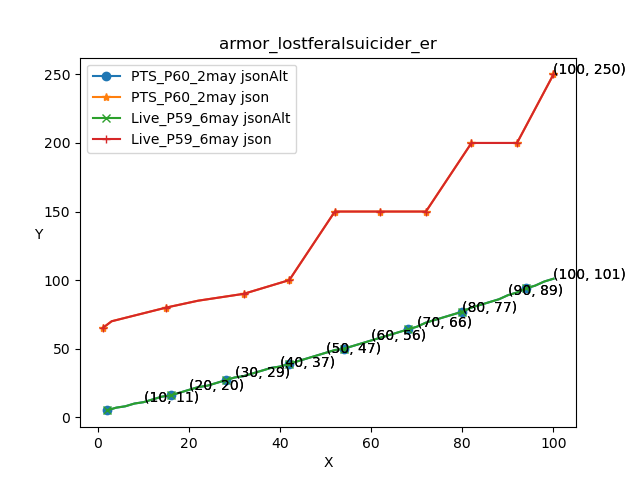 armor_lostferalsuicider_er
PTS_P60_2may jsonAlt
PTS_P60_2may json
Live_P59_6may jsonAlt
Live_P59_6may json
(100, 250)
250
200
150
Y
100
50
0
(100, 101)
(90, 89)
(80, 77)
(70, 66)
(60, 56)
(50, 47)
(40, 37)
(30, 29)
(20, 20)
(10, 11)
0 20 40 60 80 100
X